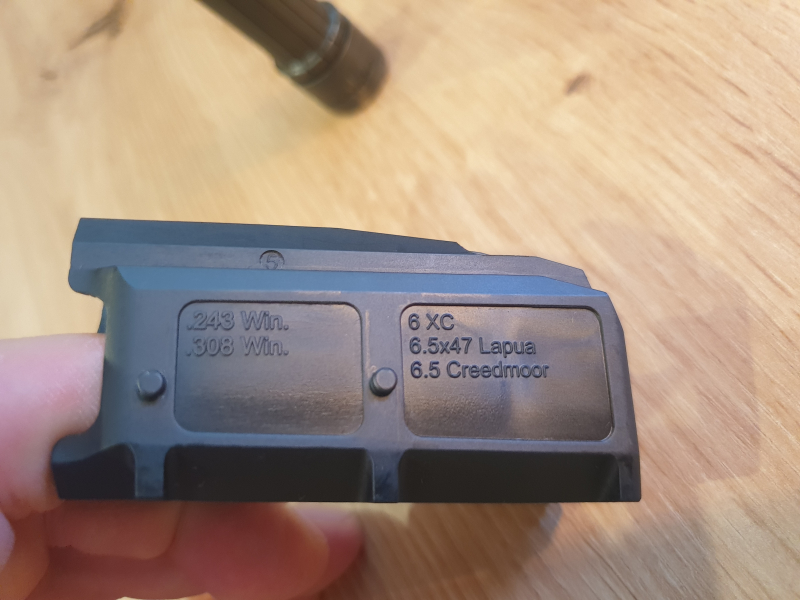 5
.243 Win.
.308 Win.
6 XC
6.5x47 Lapua
6.5 Creedmoor